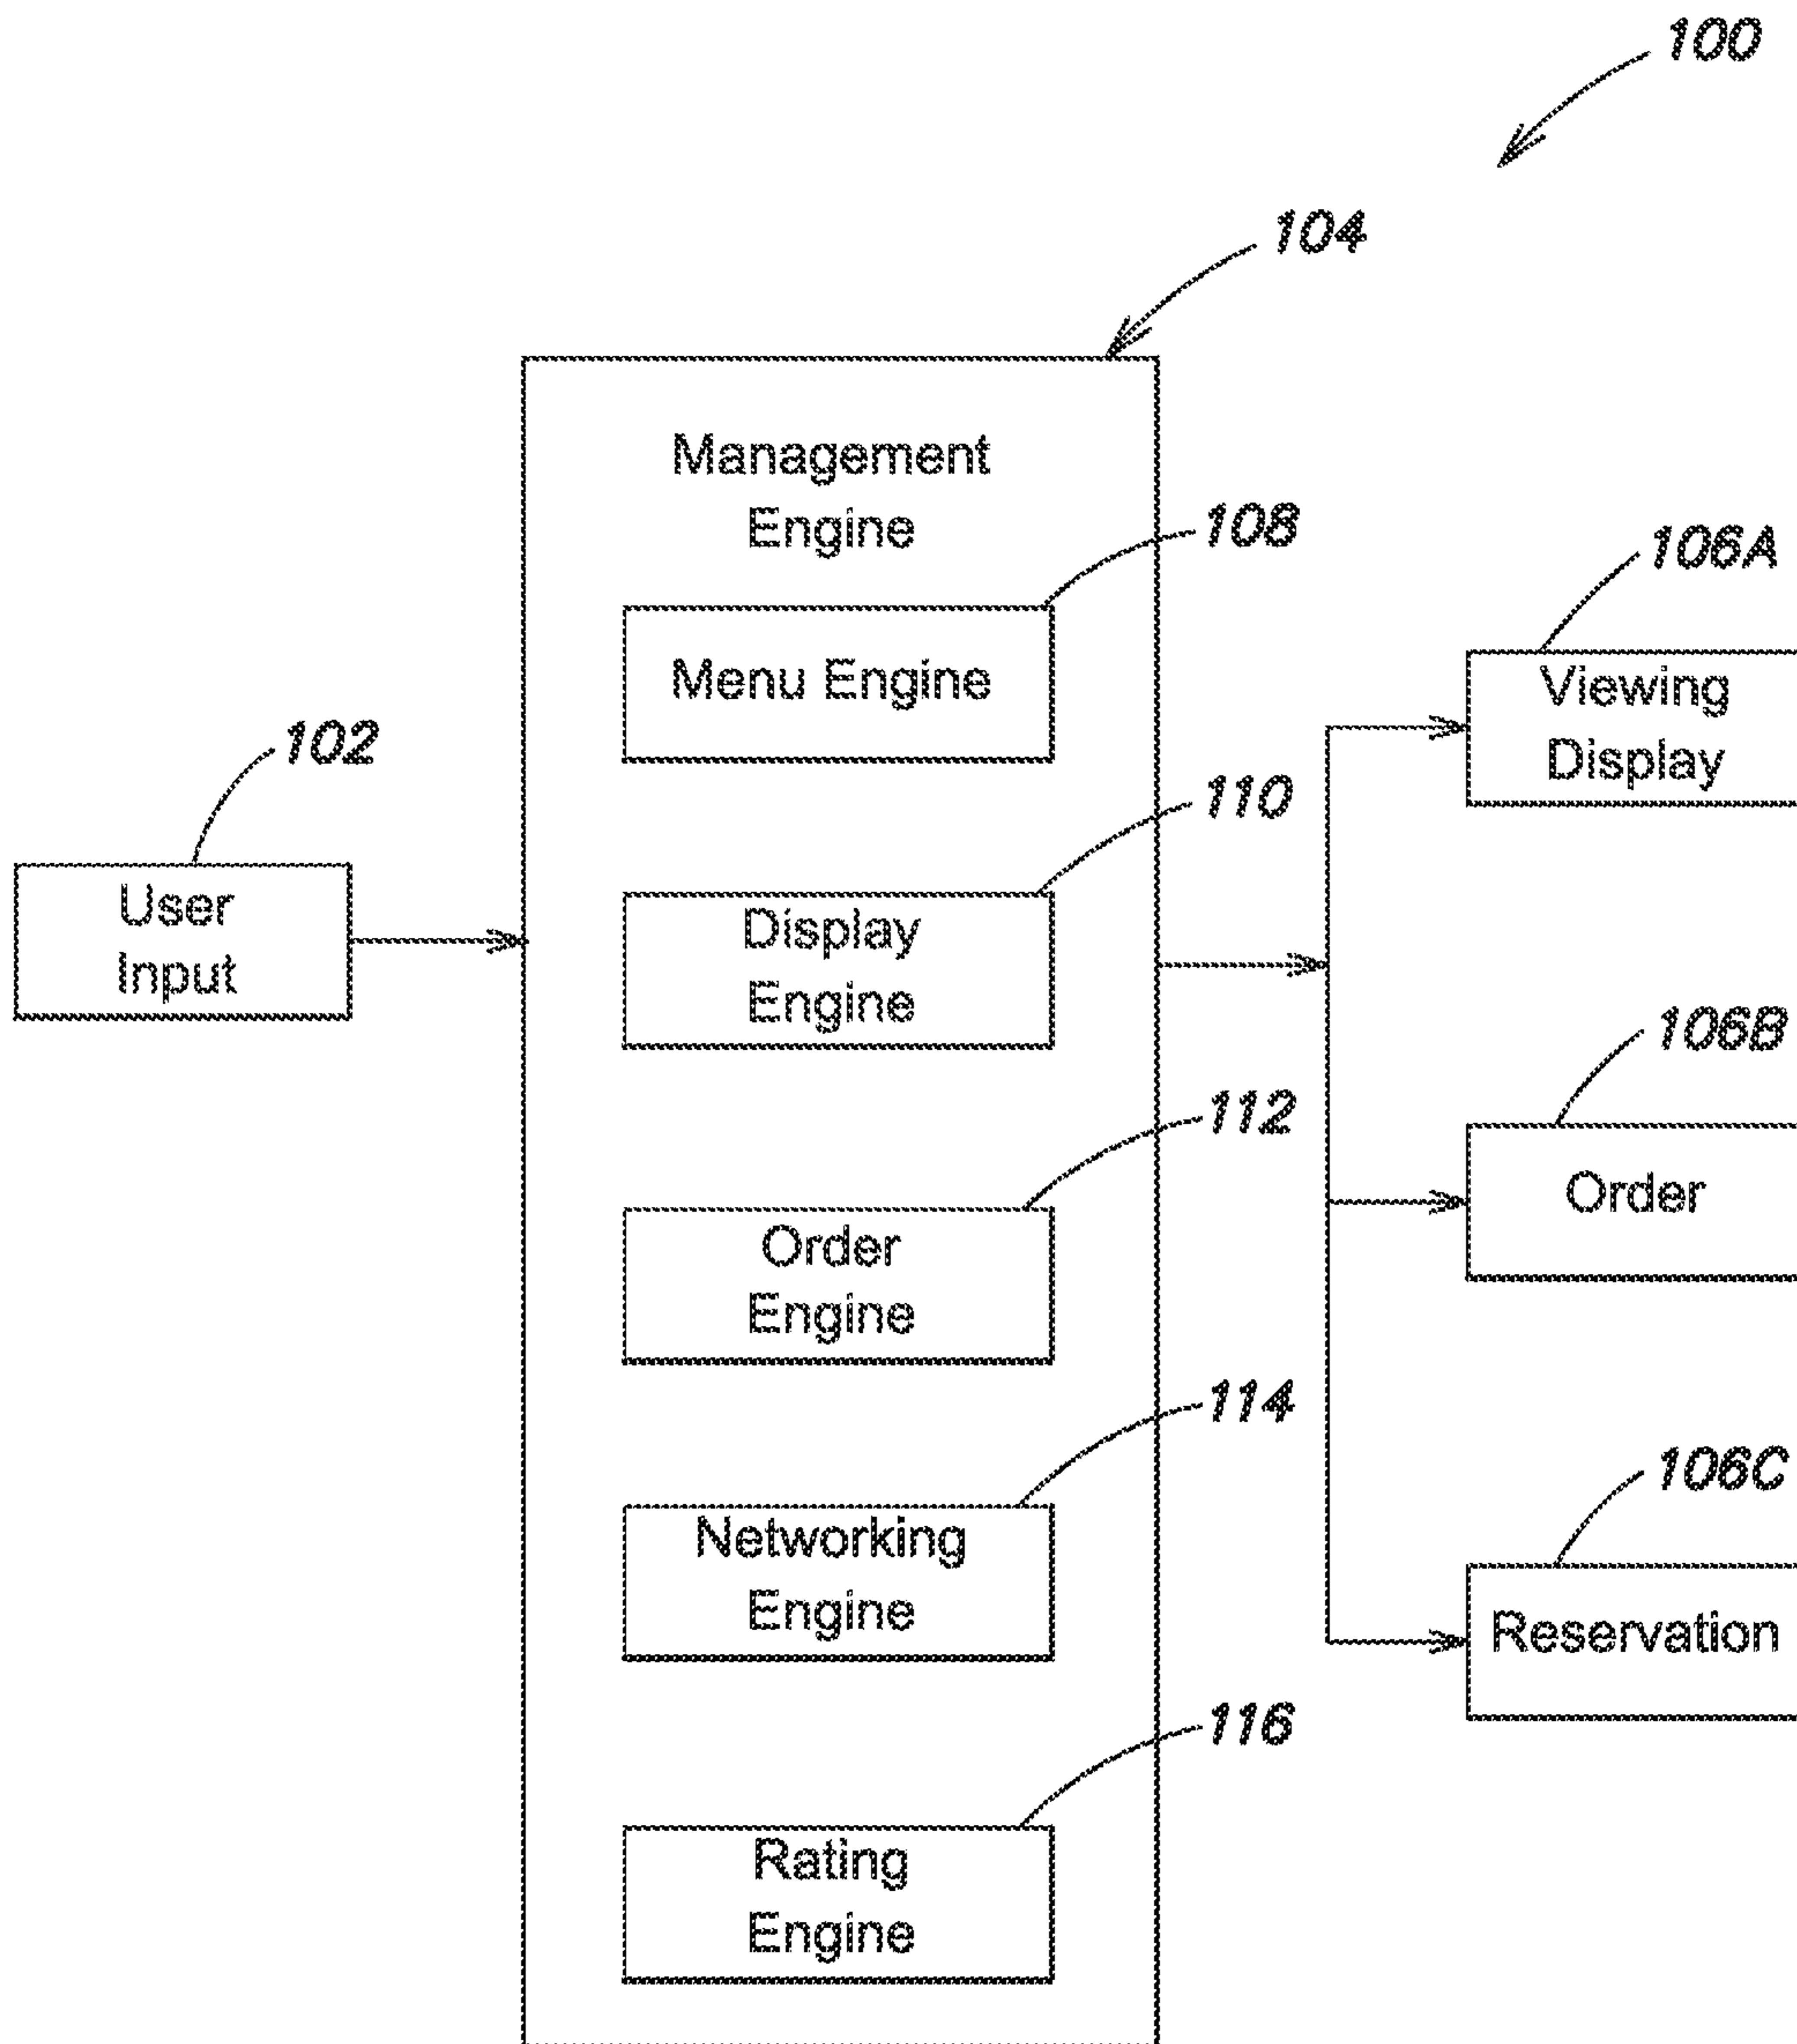 100
104
Management
Engine
108
Menu Engine
106A
Viewing
Display
102
User
Input
110
Display
Engine
106B
Order
112
Order
Engine
114
Networking
Engine
106C
Reservation
116
Rating
Engine